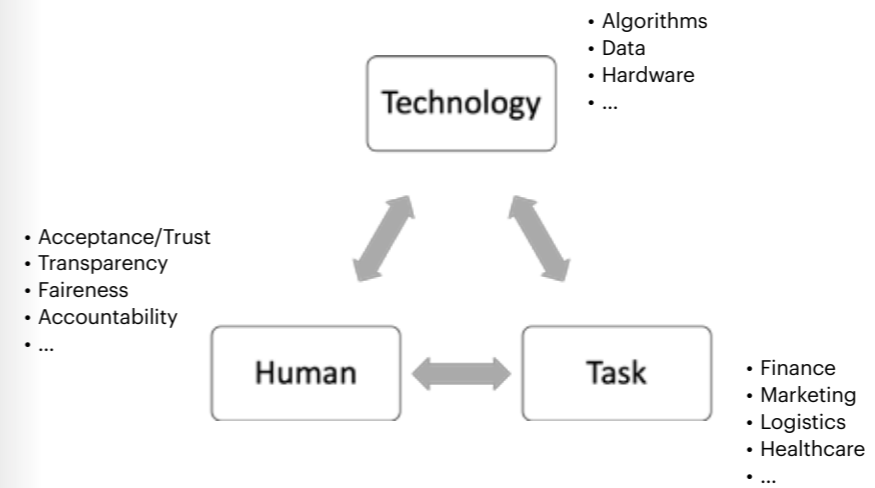 • Algorithms
• Data
• Hardware
• ...
Technology
• Acceptance/Trust
• Transparency
• Faireness
• Accountability
• ...
Human
Task
• Finance
• Marketing
• Logistics
• Healthcare
• ...